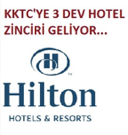 KKTC'YE 3 DEV HOTEL
ZİNCİRİ GELİYOR...
Hilton
HOTELS & RESORTS